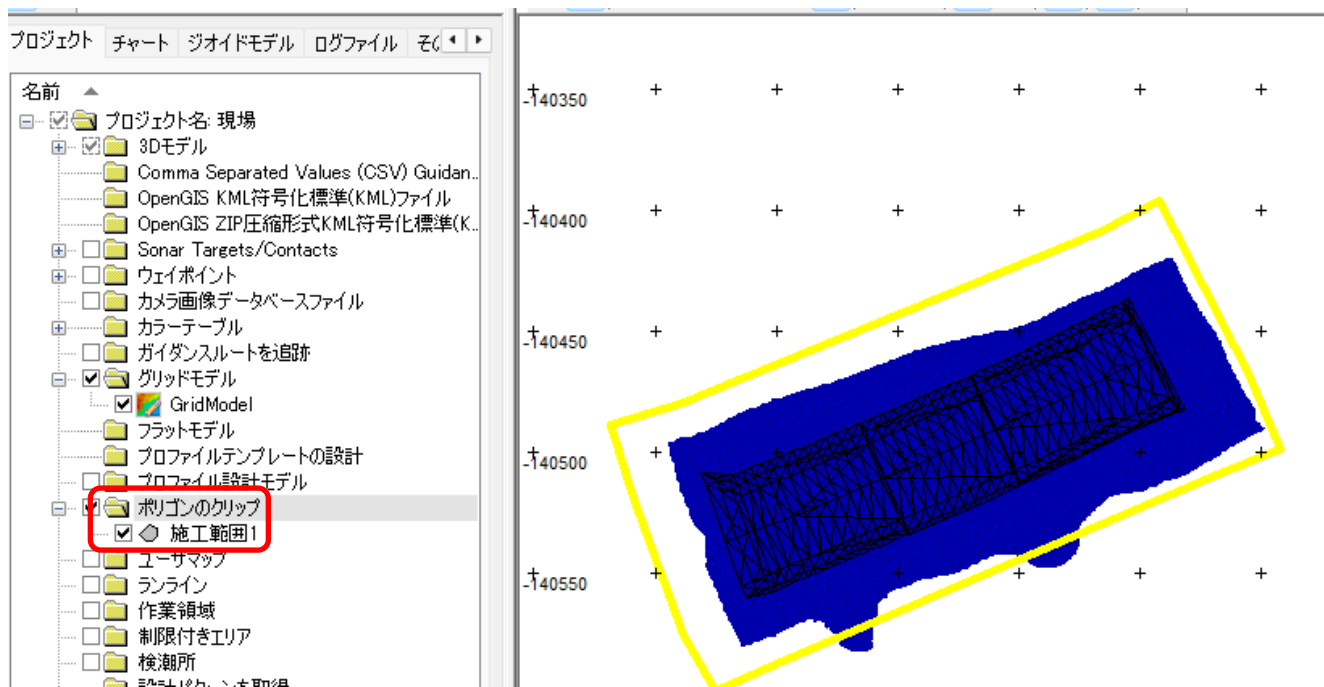 プロジェクト チャート ジオイドモデル ログファイル
名前
プロジェクト名: 現場
3Dモデル
Comma Separated Values (CSV) Guidan...
OpenGIS KML符号化標準(KML)ファイル
OpenGIS ZIP圧縮形式KML符号化標準(K...
Sonar Targets/Contacts
ウェイポイント
カメラ画像データベースファイル
カラーテーブル
ガイダンスルートを追跡
グリッドモデル
GridModel
フラットモデル
プロファイルテンプレートの設計
プロファイル設計モデル
ポリゴンのクリップ
施工範囲1
ユーザマップ
ランライン
作業領域
制限付きエリア
検潮所
設計パターンを取得
-140350
-140400
-140450
-140500
-140550